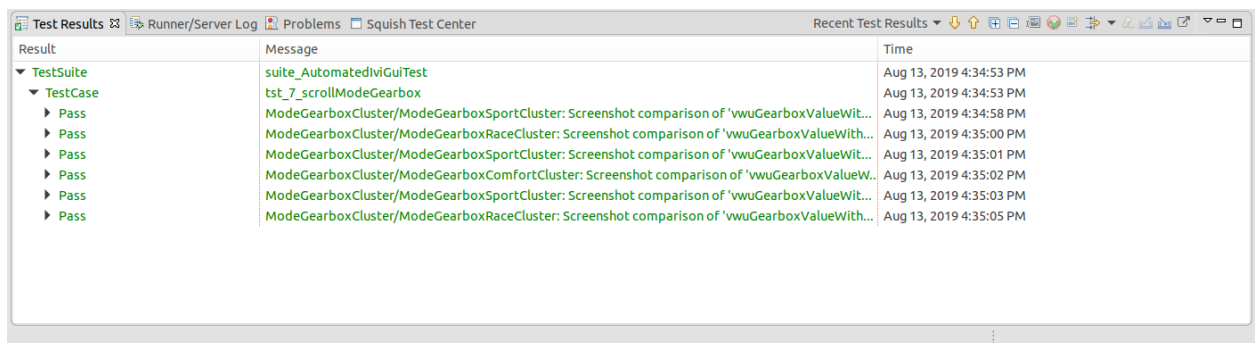 Test Results Runner/Server Log Problems Squish Test Center Recent Test Results
Result Message Time
TestSuite suite_AutomatedIviGuiTest Aug 13, 2019 4:34:53 PM
TestCase tst_7_scrollModeGearbox Aug 13, 2019 4:34:53 PM
Pass ModeGearboxCluster/ModeGearboxSportCluster: Screenshot comparison of 'vwuGearboxValueWit... Aug 13, 2019 4:34:58 PM
Pass ModeGearboxCluster/ModeGearboxRaceCluster: Screenshot comparison of 'vwuGearboxValueWith... Aug 13, 2019 4:35:00 PM
Pass ModeGearboxCluster/ModeGearboxSportCluster: Screenshot comparison of 'vwuGearboxValueWit... Aug 13, 2019 4:35:01 PM
Pass ModeGearboxCluster/ModeGearboxComfortCluster: Screenshot comparison of 'vwuGearboxValueW.. Aug 13, 2019 4:35:02 PM
Pass ModeGearboxCluster/ModeGearboxSportCluster: Screenshot comparison of 'vwuGearboxValueWit... Aug 13, 2019 4:35:03 PM
Pass ModeGearboxCluster/ModeGearboxRaceCluster: Screenshot comparison of 'vwuGearboxValueWith... Aug 13, 2019 4:35:05 PM